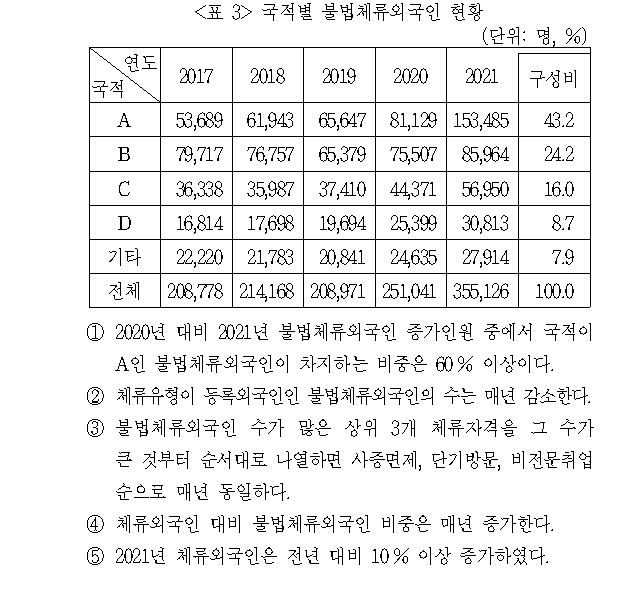 <표 3> 국적별 불법체류외국인 현황
(단위: 명, %)
연도
국적 2017 2018 2019 2020 2021 구성비
A 53,689 61,943 65,647 81,129 153,485 43.2
B 79,717 76,757 65,379 75,507 85,964 24.2
C 36,338 35,987 37,410 44,371 56,950 16.0
D 16,814 17,698 19,694 25,399 30,813 8.7
기타 22,220 21,783 20,841 24,635 27,914 7.9
전체 208,778 214,168 208,971 251,041 355,126 100.0
① 2020년 대비 2021년 불법체류외국인 증가인원 중에서 국적이
A인 불법체류외국인이 차지하는 비중은 60% 이상이다.
② 체류유형이 등록외국인인 불법체류외국인의 수는 매년 감소한다.
③ 불법체류외국인 수가 많은 상위 3개 체류자격을 그 수가
큰 것부터 순서대로 나열하면 사증면제, 단기방문, 비전문취업
순으로 매년 동일하다.
④ 체류외국인 대비 불법체류외국인 비중은 매년 증가한다.
⑤ 2021년 체류외국인은 전년 대비 10% 이상 증가하였다.